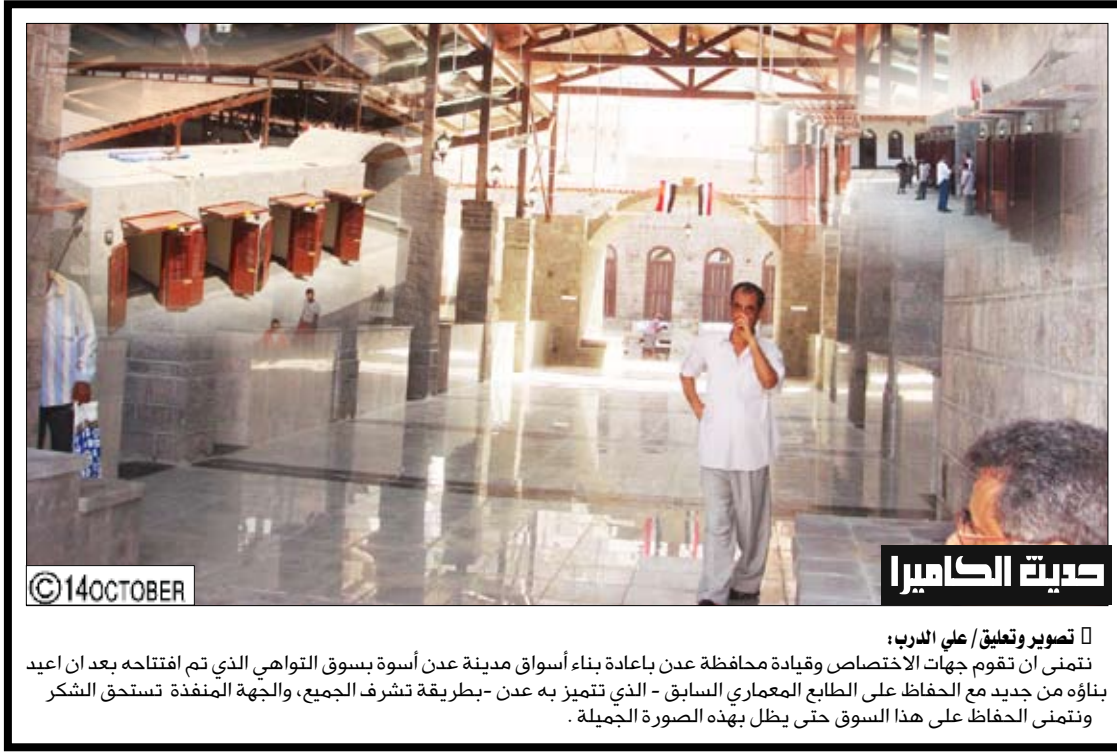 حديث الكاميرا
©14OCTOBER
تصوير وتعليق/ علي الدرب:
نتمنى ان تقوم جهات الاختصاص وقيادة محافظة عدن باعادة بناء أسواق مدينة عدن أسوة بسوق التواهي الذي تم افتتاحه بعد ان اعيد
بناؤه من جديد مع الحفاظ على الطابع المعماري السابق - الذي تتميز به عدن -بطريقة تشرف الجميع، والجهة المنفذة تستحق الشكر
ونتمنى الحفاظ على هذا السوق حتى يظل بهذه الصورة الجميلة .